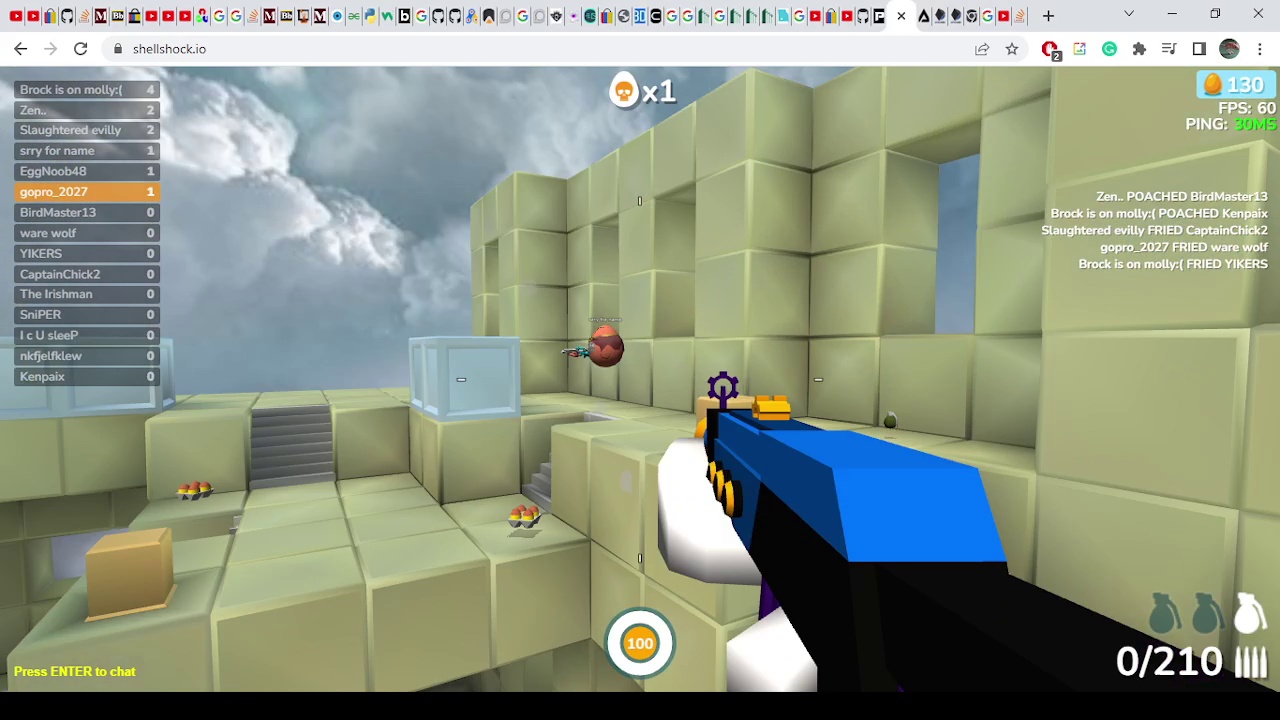 shellshock.io
2
Brock is on molly:( 4
Zen.. 2
Slaughtered evilly 2
srry for name 1
EggNoob48 1
gopro_2027 1
BirdMaster13 0
ware wolf 0
YIKERS 0
CaptainChick2 0
The Irishman 0
SniPER 0
I c U sleeP 0
nkfjelfklew 0
Kenpaix 0
x1
130
FPS: 60
PING: 30MS
Zen.. POACHED BirdMaster13
Brock is on molly:( POACHED Kenpaix
Slaughtered evilly FRIED CaptainChick2
gopro_2027 FRIED ware wolf
Brock is on molly:( FRIED YIKERS
srry for name
100
0/210
Press ENTER to chat